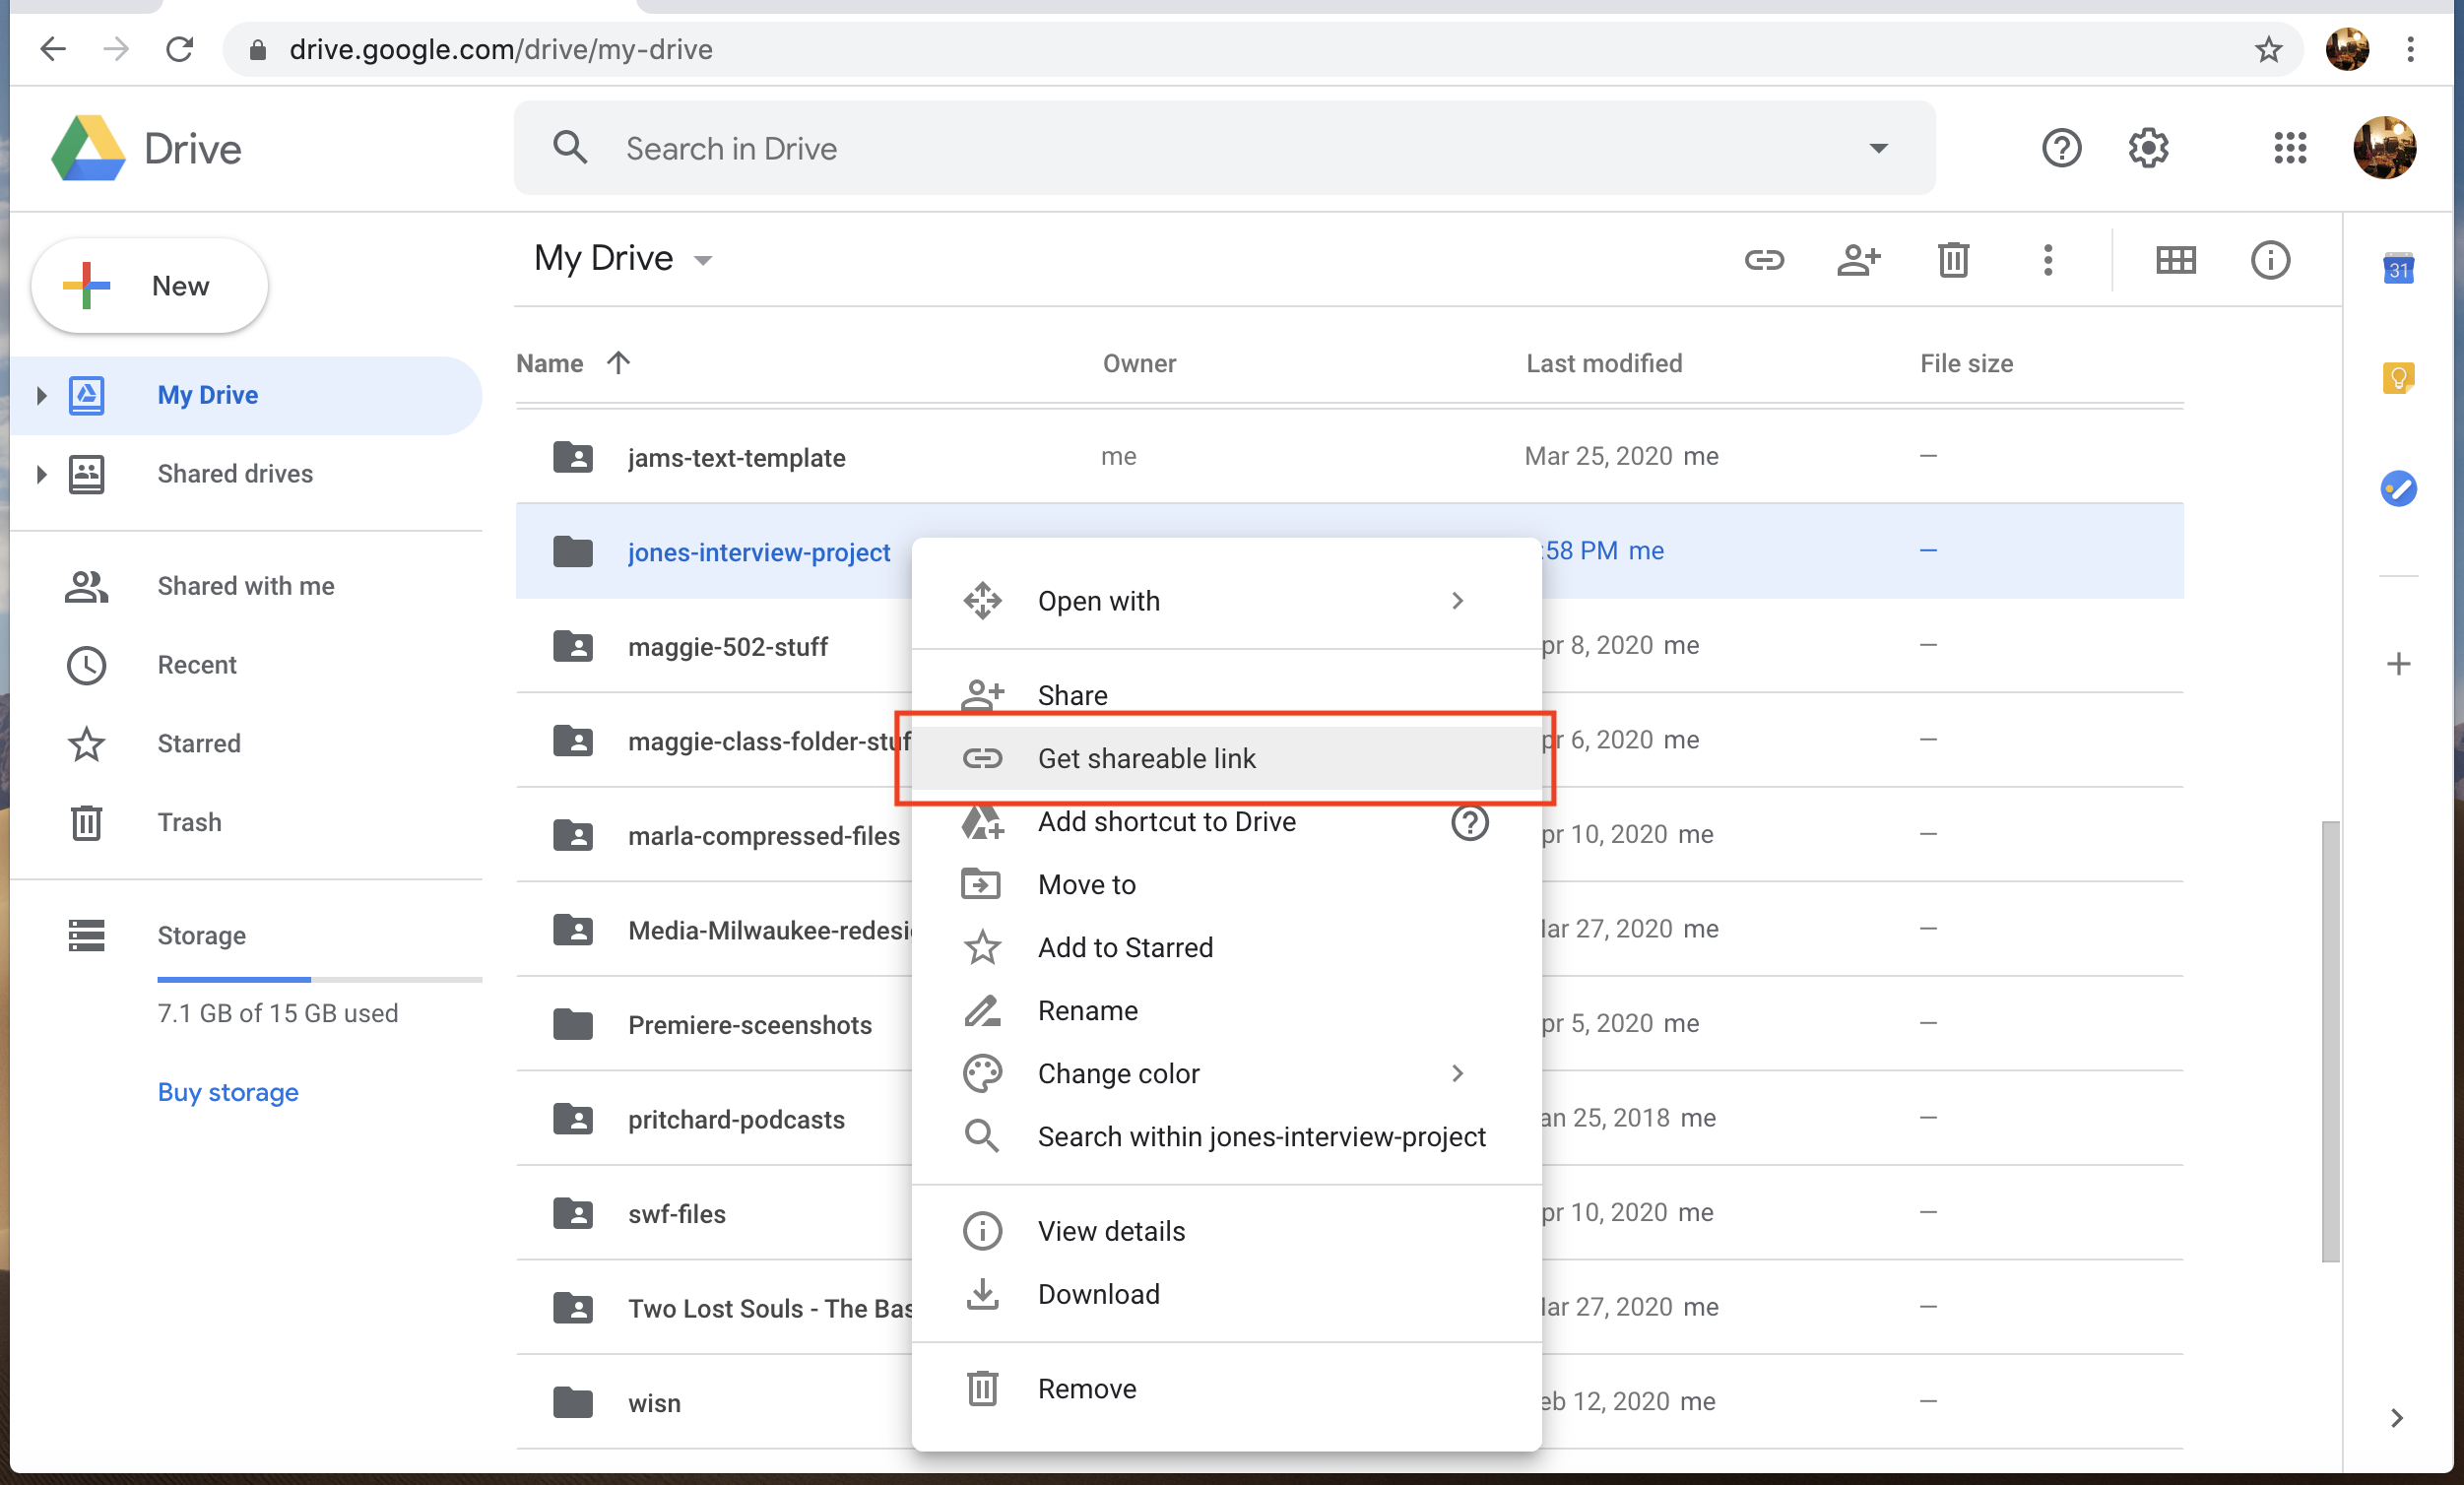 drive.google.com/drive/my-drive
Drive
Search in Drive
New
My Drive
Name Owner Last modified File size
My Drive
Shared drives
Shared with me
Recent
Starred
Trash
Storage
7.1 GB of 15 GB used
Buy storage
jams-text-template me Mar 25, 2020 me —
jones-interview-project :58 PM me —
maggie-502-stuff pr 8, 2020 me —
maggie-class-folder-stuf pr 6, 2020 me —
marla-compressed-files pr 10, 2020 me —
Media-Milwaukee-redesi ar 27, 2020 me —
Premiere-sceenshots pr 5, 2020 me —
pritchard-podcasts an 25, 2018 me —
swf-files pr 10, 2020 me —
Two Lost Souls - The Bas ar 27, 2020 me —
wisn eb 12, 2020 me —
Open with
Share
Get shareable link
Add shortcut to Drive
Move to
Add to Starred
Rename
Change color
Search within jones-interview-project
View details
Download
Remove
31